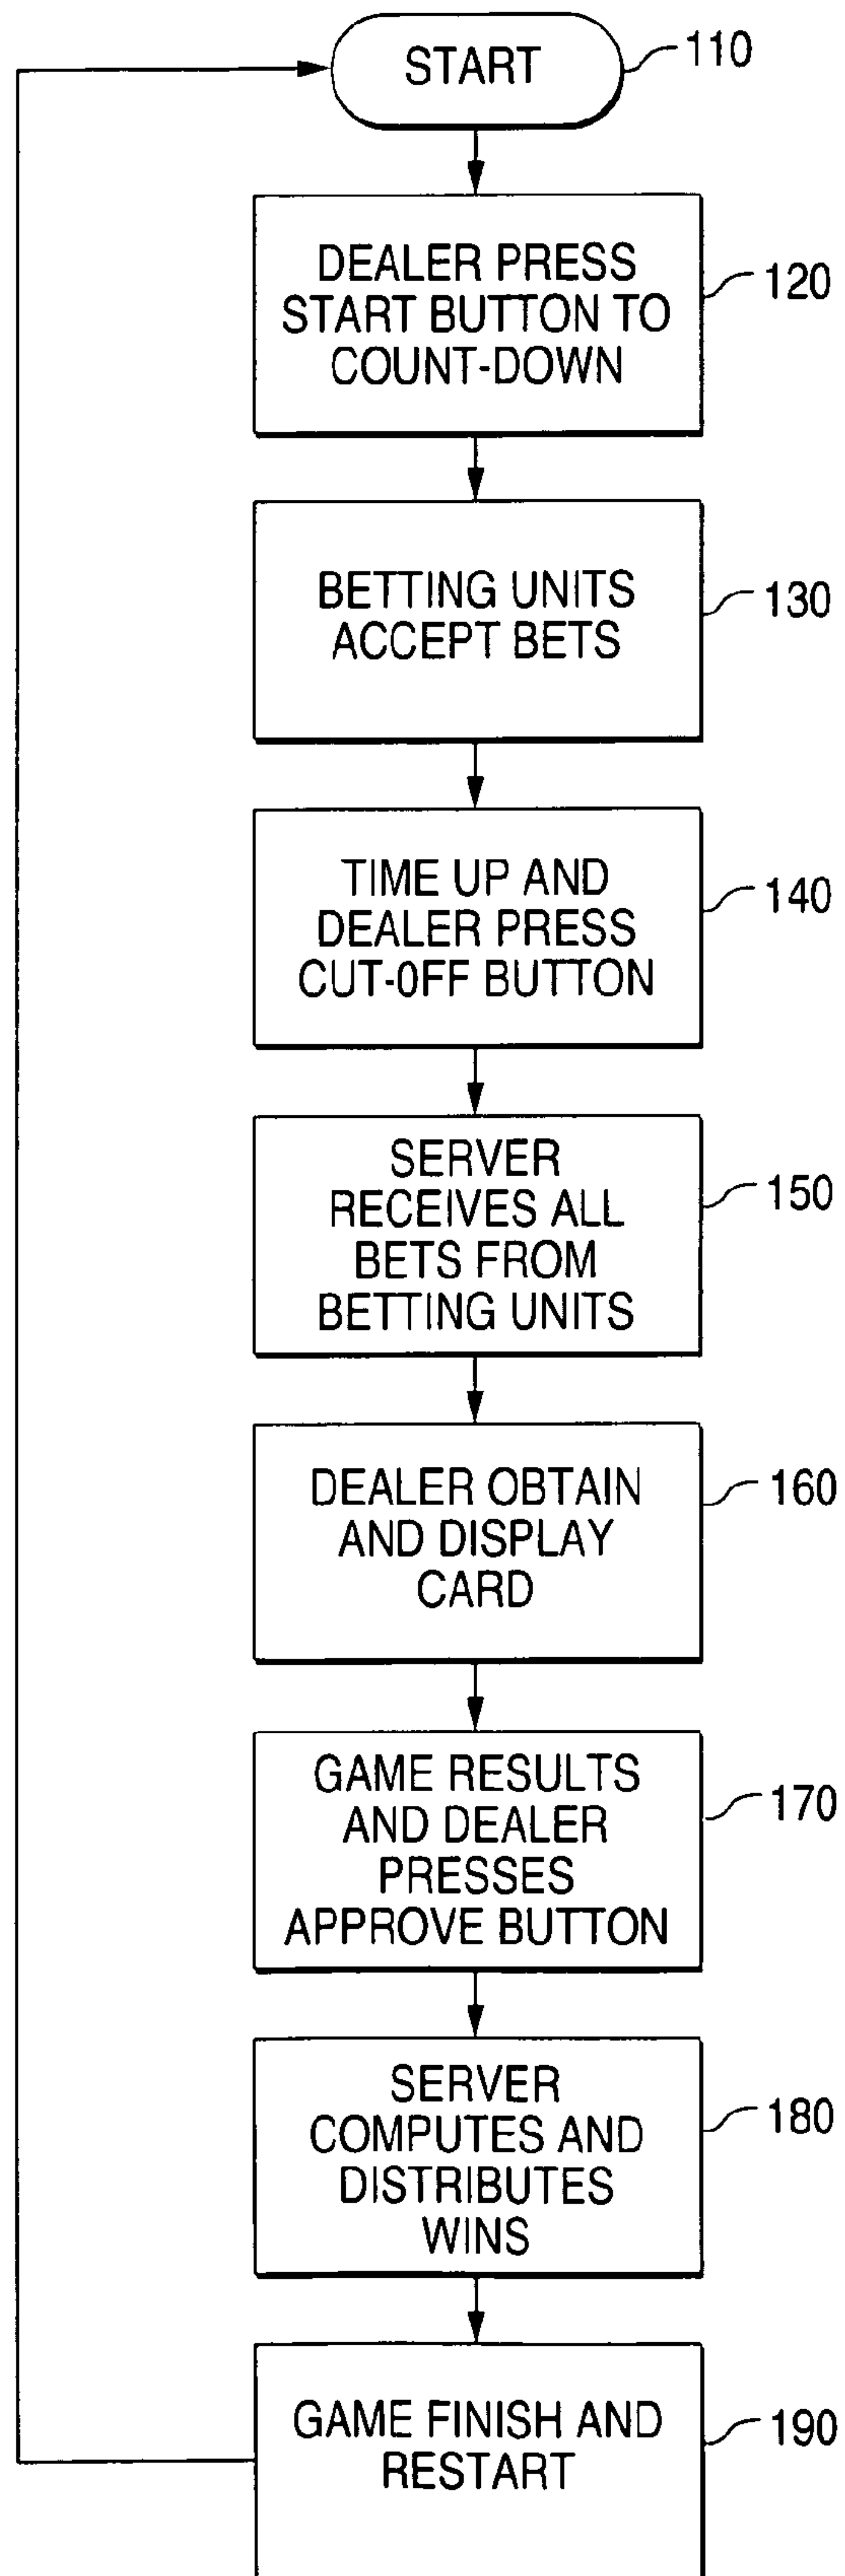 START
110
DEALER PRESS
START BUTTON TO
COUNT-DOWN
120
BETTING UNITS
ACCEPT BETS
130
TIME UP AND
DEALER PRESS
CUT-0FF BUTTON
140
SERVER
RECEIVES ALL
BETS FROM
BETTING UNITS
150
DEALER OBTAIN
AND DISPLAY
CARD
160
GAME RESULTS
AND DEALER
PRESSES
APPROVE BUTTON
170
SERVER
COMPUTES AND
DISTRIBUTES
WINS
180
GAME FINISH AND
RESTART
190